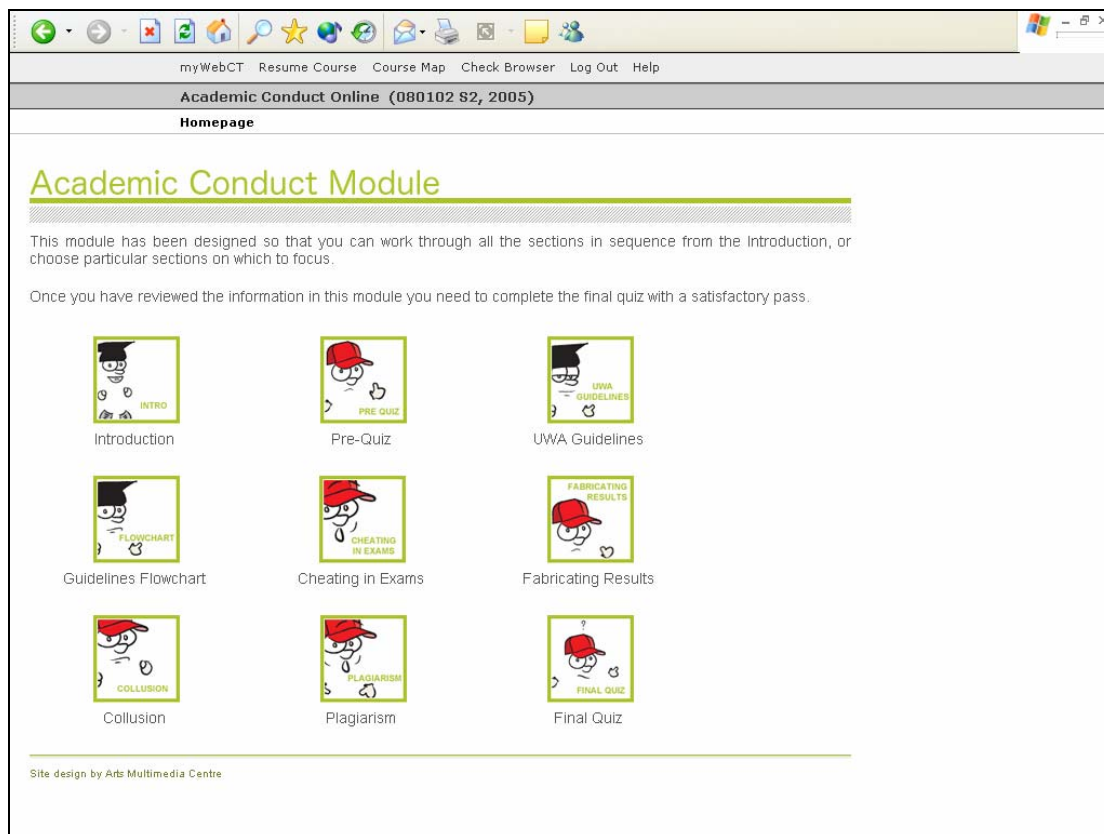 myWebCT Resume Course Course Map Check Browser Log Out Help
Academic Conduct Online (080102 S2, 2005)
Homepage
Academic Conduct Module
This module has been designed so that you can work through all the sections in sequence from the Introduction, or
choose particular sections on which to focus.
Once you have reviewed the information in this module you need to complete the final quiz with a satisfactory pass.
INTRO
PRE QUIZ
UWA
GUIDELINES
Introduction
Pre-Quiz
UWA Guidelines
FLOWCHART
CHEATING
IN EXAMS
FABRICATING
RESULTS
Guidelines Flowchart
Cheating in Exams
Fabricating Results
COLLUSION
PLAGIARISM
?
FINAL QUIZ
Collusion
Plagiarism
Final Quiz
Site design by Arts Multimedia Centre